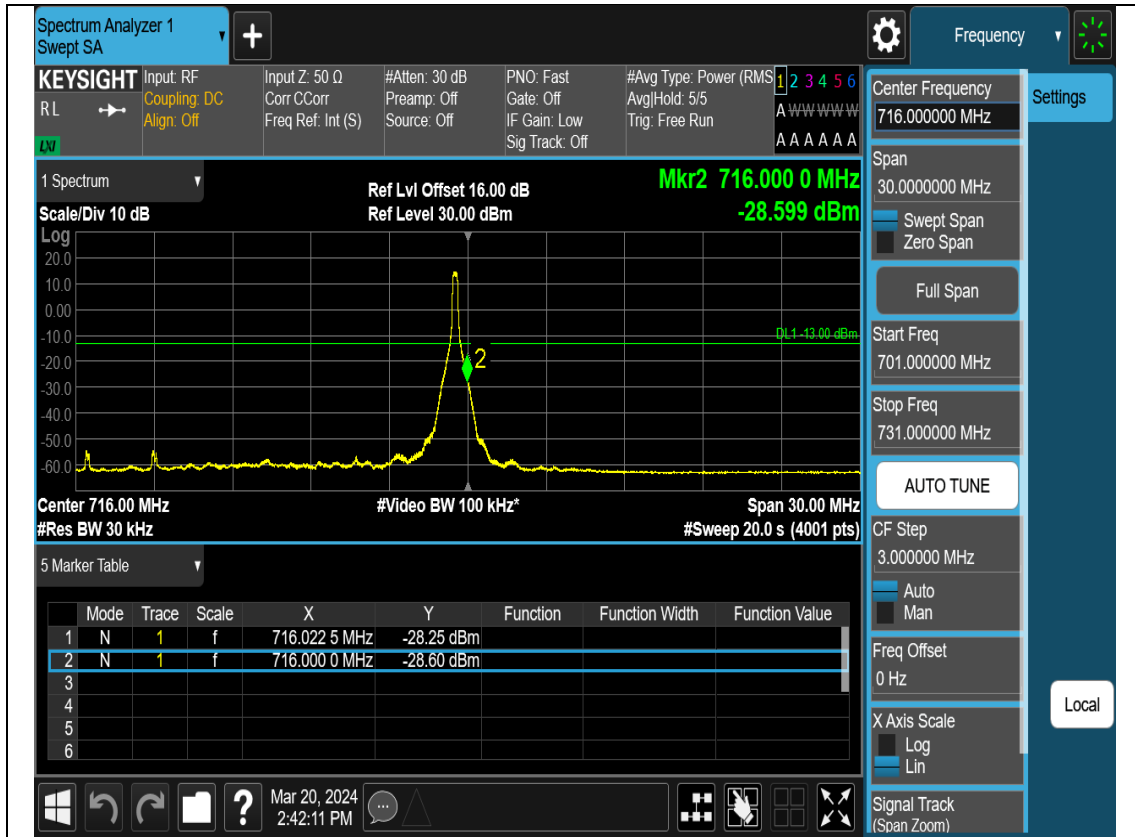 Spectrum Analyzer 1
Swept SA
+
Frequency
KEYSIGHT
R L
LXI
Input: RF
Coupling: DC
Align: Off
Input Z: 50 Ω
Corr CCorr
Freq Ref: Int (S)
#Atten: 30 dB
Preamp: Off
Source: Off
PNO: Fast
Gate: Off
IF Gain: Low
Sig Track: Off
#Avg Type: Power (RMS
Avg|Hold: 5/5
Trig: Free Run
1 2 3 4 5 6
A W W W W W
A A A A A A
1 Spectrum
Scale/Div 10 dB
Ref Lvl Offset 16.00 dB
Ref Level 30.00 dBm
Mkr2 716.000 0 MHz
-28.599 dBm
Log
20.0
10.0
0.00
-10.0
-20.0
-30.0
-40.0
-50.0
-60.0
DL1 -13.00 dBm
2
Center 716.00 MHz
#Video BW 100 kHz*
Span 30.00 MHz
#Res BW 30 kHz
#Sweep 20.0 s (4001 pts)
5 Marker Table
Mode Trace Scale X Y Function Function Width Function Value
1 N 1 f 716.022 5 MHz -28.25 dBm
2 N 1 f 716.000 0 MHz -28.60 dBm
3
4
5
6
?
Mar 20, 2024
2:42:11 PM
Center Frequency
716.000000 MHz
Settings
Span
30.0000000 MHz
Swept Span
Zero Span
Full Span
Start Freq
701.000000 MHz
Stop Freq
731.000000 MHz
AUTO TUNE
CF Step
3.000000 MHz
Auto
Man
Freq Offset
0 Hz
Local
X Axis Scale
Log
Lin
Signal Track
(Span Zoom)